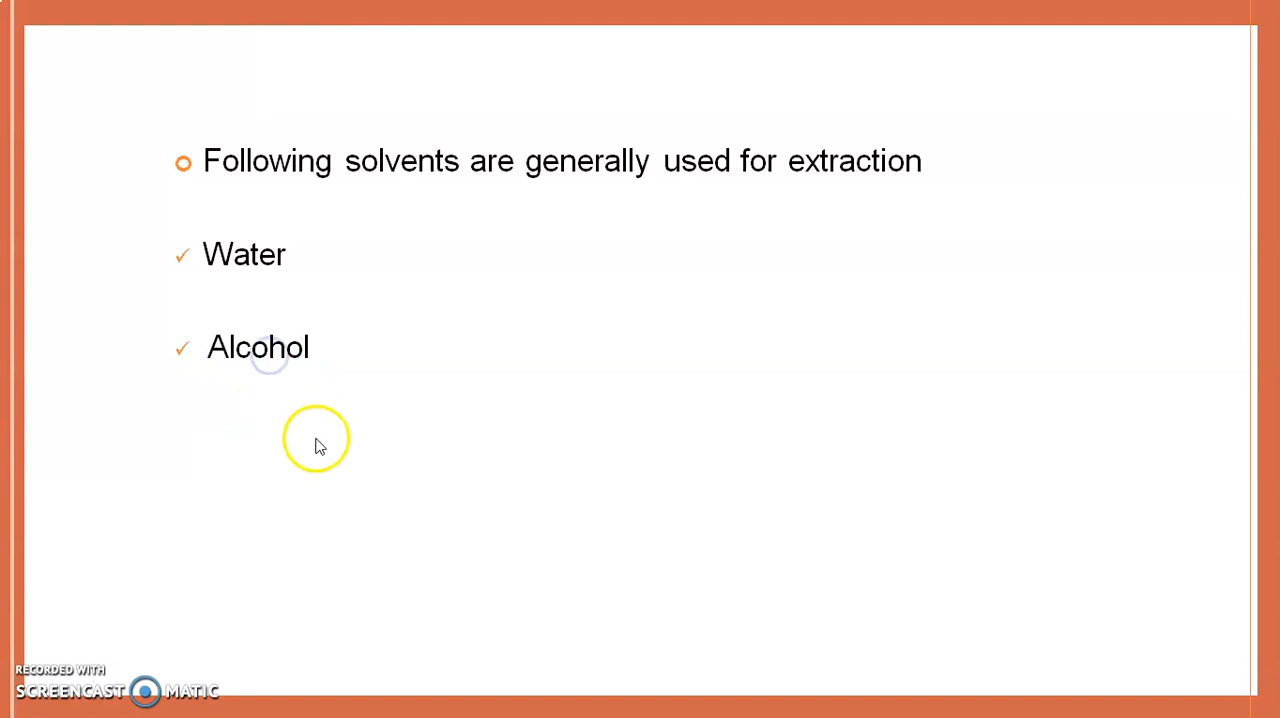 Following solvents are generally used for extraction
Water
Alcohol
RECORDED WITH
SCREENCAST MATIC